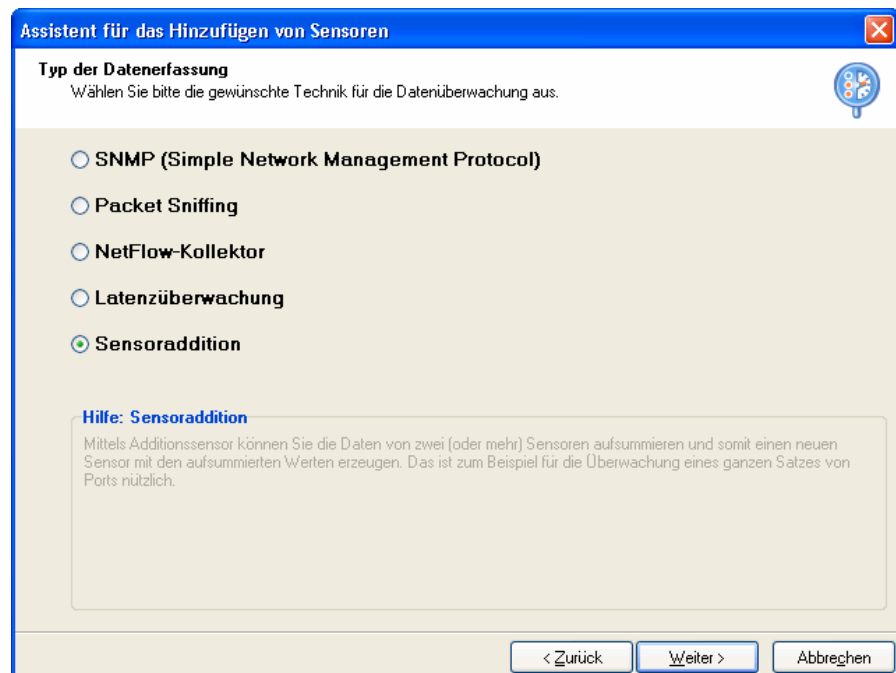 Assistent für das Hinzufügen von Sensoren
Typ der Datenerfassung
Wählen Sie bitte die gewünschte Technik für die Datenüberwachung aus.
SNMP (Simple Network Management Protocol)
Packet Sniffing
NetFlow-Kollektor
Latenzüberwachung
Sensoraddition
Hilfe: Sensoraddition
Mittels Additionssensor können Sie die Daten von zwei (oder mehr) Sensoren aufsummieren und somit einen neuen
Sensor mit den aufsummierten Werten erzeugen. Das ist zum Beispiel für die Überwachung eines ganzen Satzes von
Ports nützlich.
< Zurück
Weiter >
Abbrechen